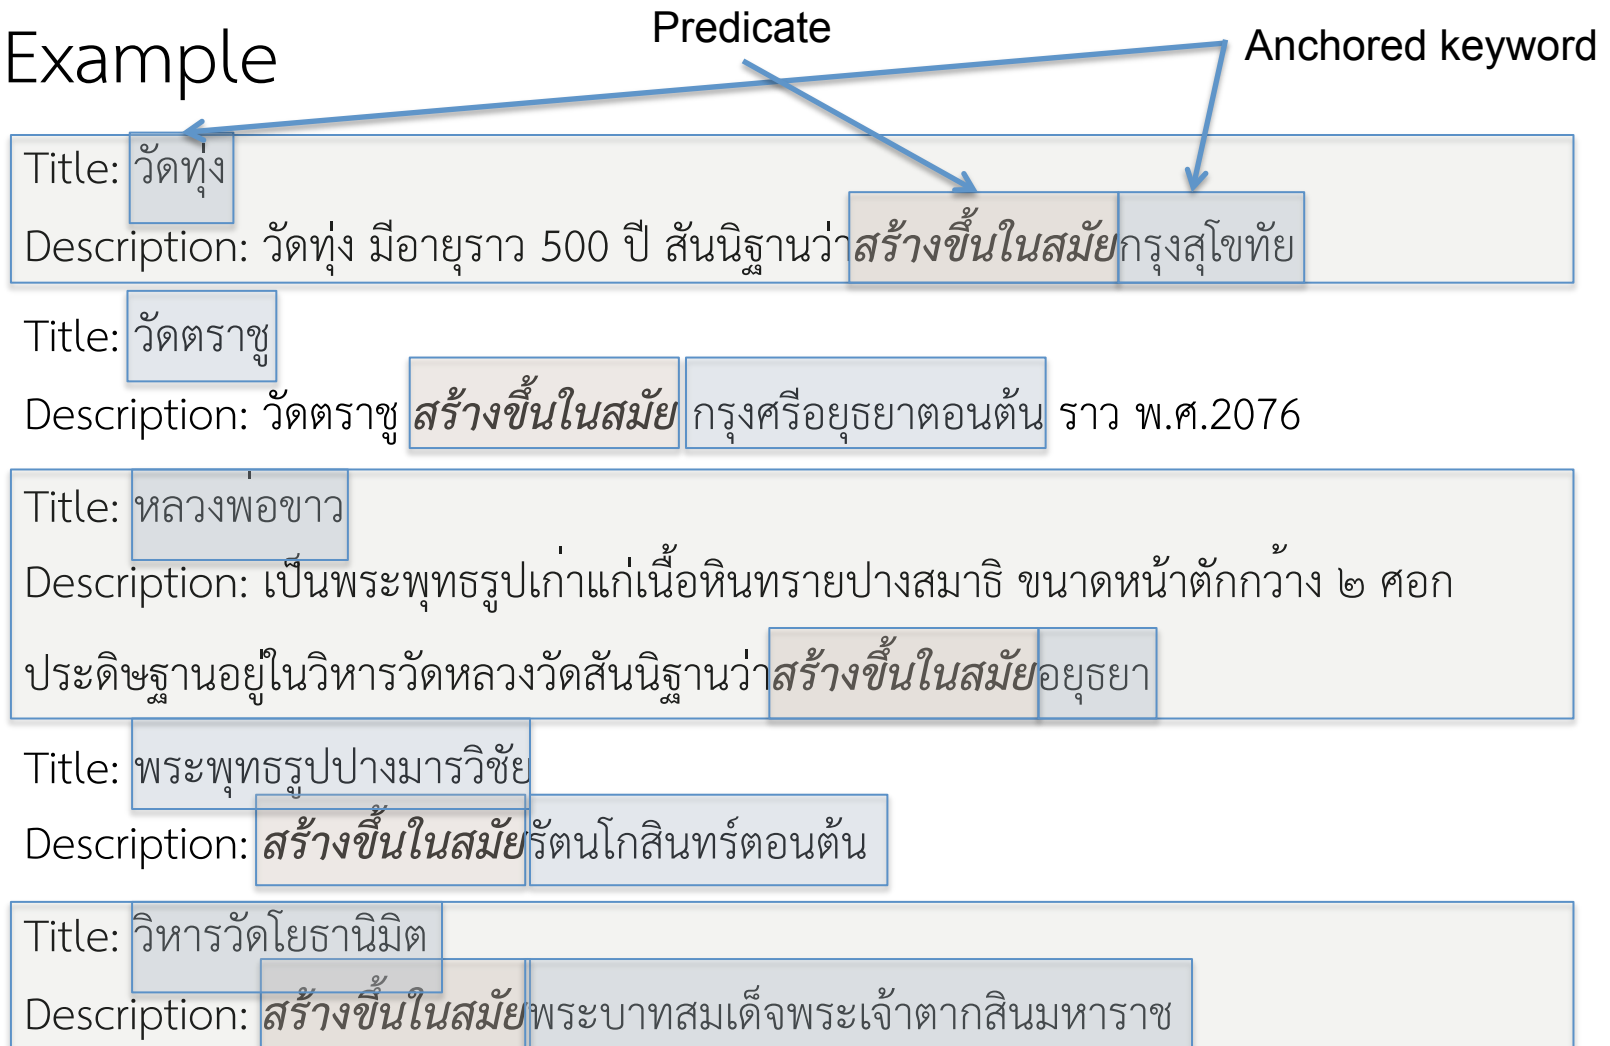 Example
Predicate
Anchored keyword
Title: วัดทุ่ง
Description: วัดทุ่ง มีอายุราว 500 ปี สันนิฐานว่าสร้างขึ้นในสมัยกรุงสุโขทัย
Title: วัดตราชู
Description: วัดตราชู สร้างขึ้นในสมัย กรุงศรีอยุธยาตอนต้น ราว พ.ศ.2076
Title: หลวงพ่อขาว
Description: เป็นพระพุทธรูปเก่าแก่เนื้อหินทรายปางสมาธิ ขนาดหน้าตักกว้าง ๒ ศอก
ประดิษฐานอยู่ในวิหารวัดหลวงวัดสันนิฐานว่าสร้างขึ้นในสมัยอยุธยา
Title: พระพุทธรูปปางมารวิชัย
Description: สร้างขึ้นในสมัยรัตนโกสินทร์ตอนต้น
Title: วิหารวัดโยธานิมิต
Description: สร้างขึ้นในสมัยพระบาทสมเด็จพระเจ้าตากสินมหาราช